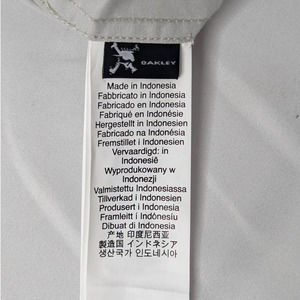 OAKLEY
Made in Indonesia
Fabbricato in Indonesia
Fabricado en Indonesia
Fabriqué en Indonésie
Hergestellt in Indonesien
Fabricado na Indonésia
Fremstillet i Indonesien
Vervaardigd: in
Indonesië
Wyprodukowany w
Indonezji
Valmistettu Indonesiassa
Tillverkad i Indonesien
Produsert i Indonesia
Framleitt í Indónesíu
Dibuat di Indonesia
产地 印度尼西亚
製造国 インドネシア
생산국가 인도네시아